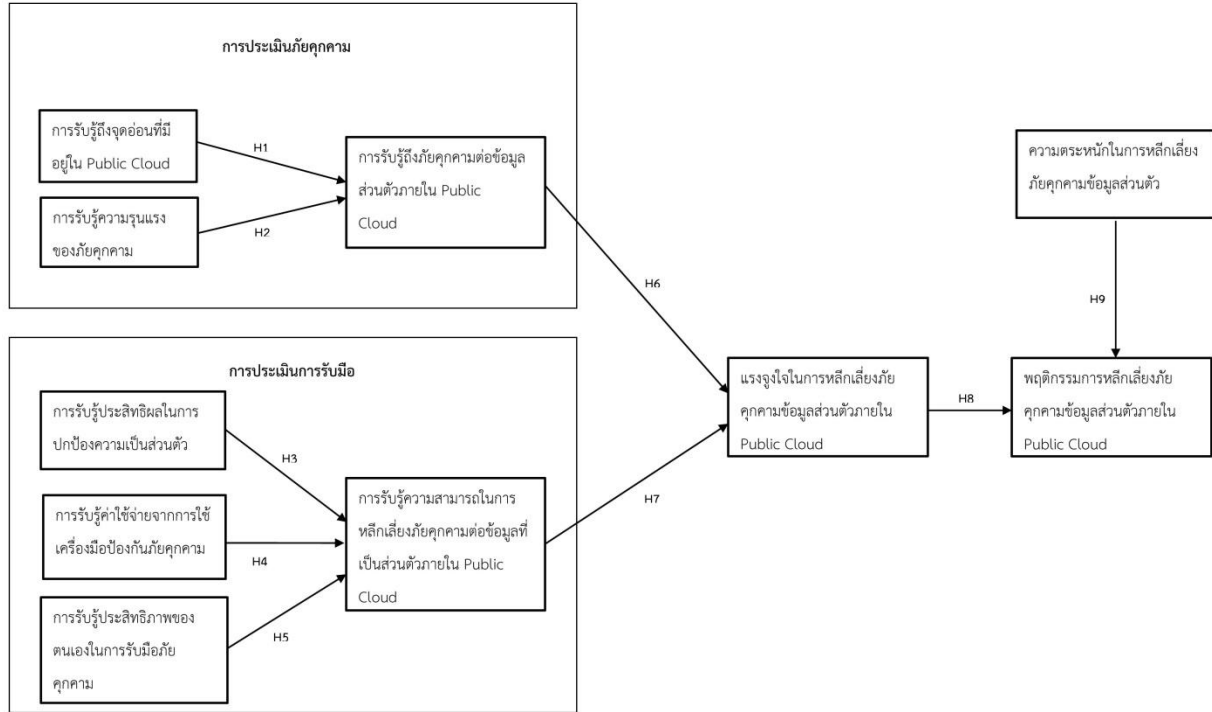 การประเมินภัยคุกคาม
การรับรู้ถึงจุดอ่อนที่มี
อยู่ใน Public Cloud
H1
การรับรู้ถึงภัยคุกคามต่อข้อมูล
ส่วนตัวภายใน Public
Cloud
การรับรู้ความรุนแรง
ของภัยคุกคาม
H2
ความตระหนักในการหลีกเลี่ยง
ภัยคุกคามข้อมูลส่วนตัว
H6
H9
การประเมินการรับมือ
การรับรู้ประสิทธิผลในการ
ปกป้องความเป็นส่วนตัว
H3
การรับรู้ค่าใช้จ่ายจากการใช้
เครื่องมือป้องกันภัยคุกคาม
H4
การรับรู้ประสิทธิภาพของ
ตนเองในการรับมือภัย
คุกคาม
H5
การรับรู้ความสามารถในการ
หลีกเลี่ยงภัยคุกคามต่อข้อมูลที่
เป็นส่วนตัวภายใน Public
Cloud
H7
แรงจูงใจในการหลีกเลี่ยงภัย
คุกคามข้อมูลส่วนตัวภายใน
Public Cloud
H8
พฤติกรรมการหลีกเลี่ยงภัย
คุกคามข้อมูลส่วนตัวภายใน
Public Cloud